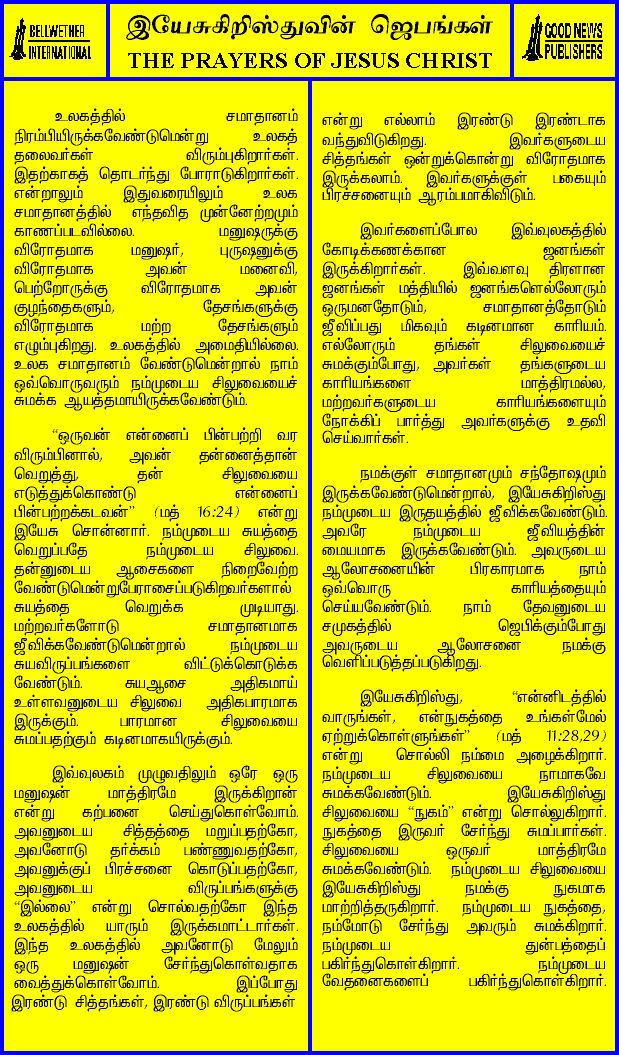 BELLWETHER
INTERNATIONAL
இயேசுகிறிஸ்துவின் ஜெபங்கள்
THE PRAYERS OF JESUS CHRIST
GOOD NEWS
PUBLISHERS
உலகத்தில் சமாதானம்
நிரம்பியிருக்கவேண்டுமென்று உலகத்
தலைவர்கள் விரும்புகிறார்கள்.
இதற்காகத் தொடர்ந்து போராடுகிறார்கள்.
என்றாலும் இதுவரையிலும் உலக
சமாதானத்தில் எந்தவித முன்னேற்றமும்
காணப்படவில்லை. மனுஷருக்கு
விரோதமாக மனுஷர், புருஷனுக்கு
விரோதமாக அவன் மனைவி,
பெற்றோருக்கு விரோதமாக அவன்
குழந்தைகளும், தேசங்களுக்கு
விரோதமாக மற்ற தேசங்களும்
எழும்புகிறது. உலகத்தில் அமைதியில்லை.
உலக சமாதானம் வேண்டுமென்றால் நாம்
ஒவ்வொருவரும் நம்முடைய சிலுவையைச்
சுமக்க ஆயத்தமாயிருக்கவேண்டும்.
“ஒருவன் என்னைப் பின்பற்றி வர
விரும்பினால், அவன் தன்னைத்தான்
வெறுத்து, தன் சிலுவையை
எடுத்துக்கொண்டு என்னைப்
பின்பற்றக்கடவன்” (மத் 16:24) என்று
இயேசு சொன்னார். நம்முடைய சுயத்தை
வெறுப்பதே நம்முடைய சிலுவை.
தன்னுடைய ஆசைகளை நிறைவேற்ற
வேண்டுமென்றுபேராசைப்படுகிறவர்களால்
சுயத்தை வெறுக்க முடியாது.
மற்றவர்களோடு சமாதானமாக
ஜீவிக்கவேண்டுமென்றால் நம்முடைய
சுயவிருப்பங்களை விட்டுக்கொடுக்க
வேண்டும். சுயஆசை அதிகமாய்
உள்ளவனுடைய சிலுவை அதிகபாரமாக
இருக்கும். பாரமான சிலுவையை
சுமப்பதற்கும் கடினமாகயிருக்கும்.
இவ்வுலகம் முழுவதிலும் ஒரே ஒரு
மனுஷன் மாத்திரமே இருக்கிறான்
என்று கற்பனை செய்துகொள்வோம்.
அவனுடைய சித்தத்தை மறுப்பதற்கோ,
அவனோடு தர்க்கம் பண்ணுவதற்கோ,
அவனுக்குப் பிரச்சனை கொடுப்பதற்கோ,
அவனுடைய விருப்பங்களுக்கு
“இல்லை” என்று சொல்வதற்கோ இந்த
உலகத்தில் யாரும் இருக்கமாட்டார்கள்.
இந்த உலகத்தில் அவனோடு மேலும்
ஒரு மனுஷன் சேர்ந்துகொள்வதாக
வைத்துக்கொள்வோம். இப்போது
இரண்டு சித்தங்கள், இரண்டு விருப்பங்கள்
என்று எல்லாம் இரண்டு இரண்டாக
வந்துவிடுகிறது. இவர்களுடைய
சித்தங்கள் ஒன்றுக்கொன்று விரோதமாக
இருக்கலாம். இவர்களுக்குள் பகையும்
பிரச்சனையும் ஆரம்பமாகிவிடும்.
இவர்களைப்போல இவ்வுலகத்தில்
கோடிக்கணக்கான ஜனங்கள்
இருக்கிறார்கள். இவ்வளவு திரளான
ஜனங்கள் மத்தியில் ஜனங்களெல்லோரும்
ஒருமனதோடும், சமாதானத்தோடும்
ஜீவிப்பது மிகவும் கடினமான காரியம்.
எல்லோரும் தங்கள் சிலுவையைச்
சுமக்கும்போது, அவர்கள் தங்களுடைய
காரியங்களை மாத்திரமல்ல,
மற்றவர்களுடைய காரியங்களையும்
நோக்கிப் பார்த்து அவர்களுக்கு உதவி
செய்வார்கள்.
நமக்குள் சமாதானமும் சந்தோஷமும்
இருக்கவேண்டுமென்றால், இயேசுகிறிஸ்து
நம்முடைய இருதயத்தில் ஜீவிக்கவேண்டும்.
அவரே நம்முடைய ஜீவியத்தின்
மையமாக இருக்கவேண்டும். அவருடைய
ஆலோசனையின் பிரகாரமாக நாம்
ஒவ்வொரு காரியத்தையும்
செய்யவேண்டும். நாம் தேவனுடைய
சமுகத்தில் ஜெபிக்கும்போது
அவருடைய ஆலோசனை நமக்கு
வெளிப்படுத்தப்படுகிறது.
இயேசுகிறிஸ்து, “என்னிடத்தில்
வாருங்கள், என்நுகத்தை உங்கள்மேல்
ஏற்றுக்கொள்ளுங்கள்” (மத் 11:28,29)
என்று சொல்லி நம்மை அழைக்கிறார்.
நம்முடைய சிலுவையை நாமாகவே
சுமக்கவேண்டும். இயேசுகிறிஸ்து
சிலுவையை “நுகம்” என்று சொல்லுகிறார்.
நுகத்தை இருவர் சேர்ந்து சுமப்பார்கள்.
சிலுவையை ஒருவர் மாத்திரமே
சுமக்கவேண்டும். நம்முடைய சிலுவையை
இயேசுகிறிஸ்து நமக்கு நுகமாக
மாற்றித்தருகிறார். நம்முடைய நுகத்தை,
நம்மோடு சேர்ந்து அவரும் சுமக்கிறார்.
நம்முடைய துன்பத்தைப்
பகிர்ந்துகொள்கிறார். நம்முடைய
வேதனைகளைப் பகிர்ந்துகொள்கிறார்.